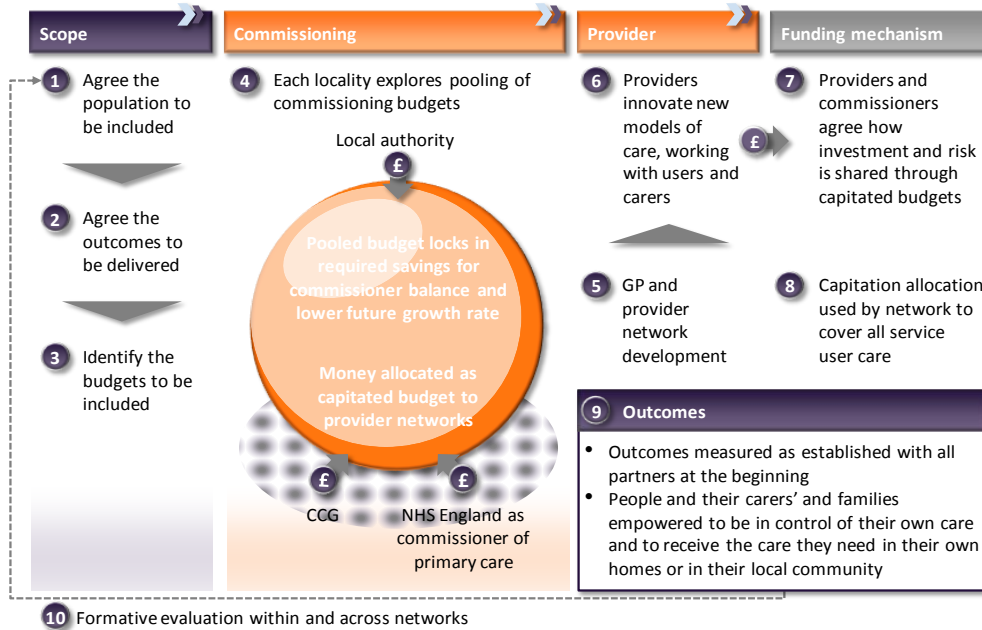 Scope
Commissioning
Provider
Funding mechanism
1 Agree the
population to
be included
2 Agree the
outcomes to
be delivered
3 Identify the
budgets to be
included
4 Each locality explores pooling of
commissioning budgets
Local authority
£
Pooled budget locks in
required savings for
commissioner balance and
lower future growth rate
Money allocated as
capitated budget to
provider networks
£
£
CCG
NHS England as
commissioner of
primary care
6 Providers
innovate new
models of
care, working
with users and
carers
£
5 GP and
provider
network
development
7 Providers and
commissioners
agree how
investment and risk
is shared through
capitated budgets
8 Capitation allocation
used by network to
cover all service
user care
9 Outcomes
• Outcomes measured as established with all
partners at the beginning
• People and their carers’ and families
empowered to be in control of their own care
and to receive the care they need in their own
homes or in their local community
10 Formative evaluation within and across networks